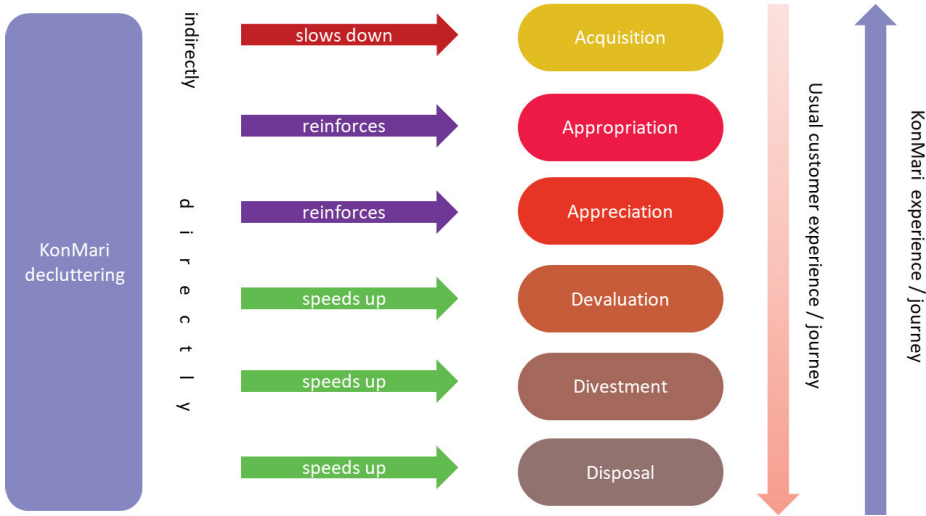 KonMari
decluttering
indirectly
directly
slows down
Acquisition
reinforces
Appropriation
reinforces
Appreciation
speeds up
Devaluation
speeds up
Divestment
speeds up
Disposal
Usual customer experience / journey
KonMari experience / journey